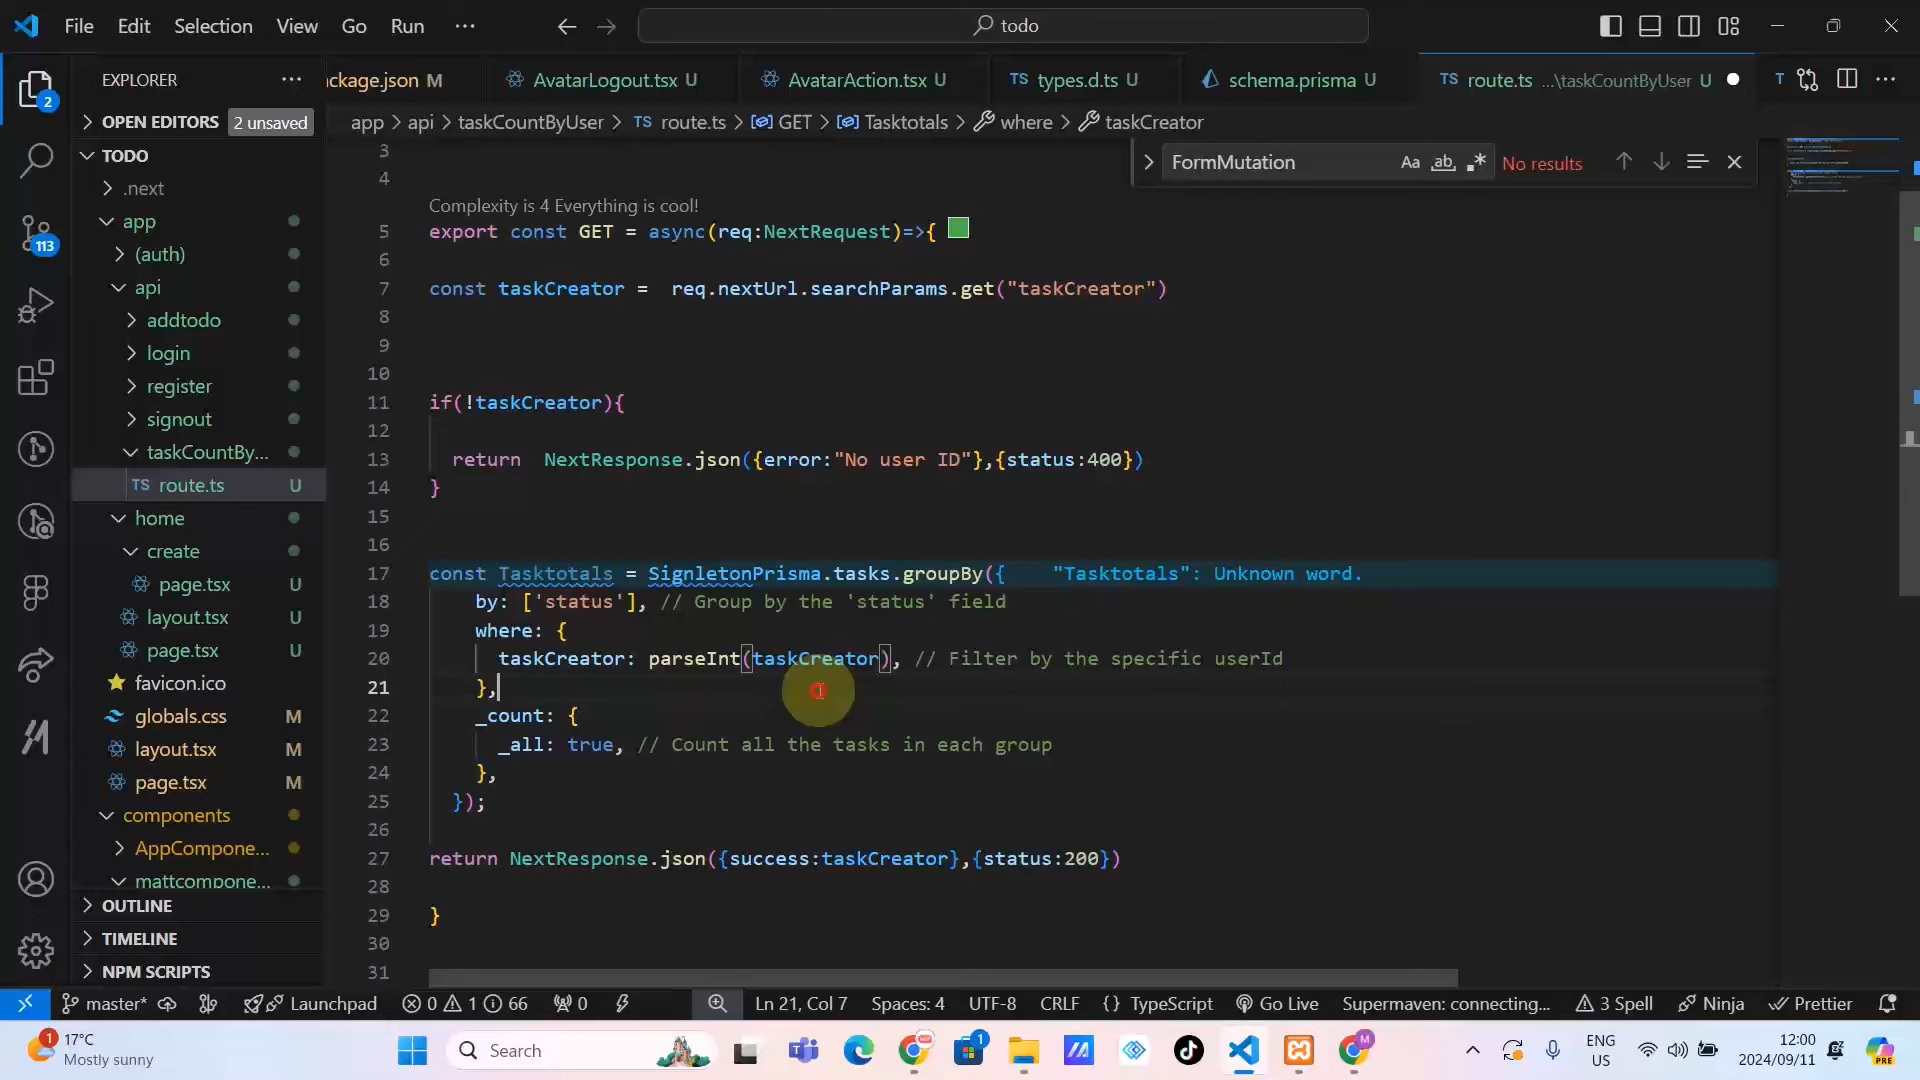 File Edit Selection View Go Run ··· todo
EXPLORER ···
ckage.json M AvatarLogout.tsx U AvatarAction.tsx U TS types.d.ts U schema.prisma U TS route.ts ...\taskCountByUser U
OPEN EDITORS 2 unsaved
app > api > taskCountByUser > TS route.ts > GET > Tasktotals > where > taskCreator
FormMutation Aa ab .* No results
2
113
TODO
.next
app
(auth)
api
addtodo
login
register
signout
taskCountBy...
TS route.ts U
home
create
page.tsx U
layout.tsx U
page.tsx U
favicon.ico
globals.css M
layout.tsx M
page.tsx M
components
AppCompone...
mattcompone...
OUTLINE
TIMELINE
NPM SCRIPTS
3
4
Complexity is 4 Everything is cool!
5 export const GET = async(req:NextRequest)=>{
6
7 const taskCreator =  req.nextUrl.searchParams.get("taskCreator")
8
9
10
11 if(!taskCreator){
12
13 return  NextResponse.json({error:"No user ID"},{status:400})
14 }
15
16
17 const Tasktotals = SignletonPrisma.tasks.groupBy({ "Tasktotals": Unknown word.
18 by: ['status'], // Group by the 'status' field
19 where: {
20 taskCreator: parseInt(taskCreator), // Filter by the specific userId
21 },
22 _count: {
23 _all: true, // Count all the tasks in each group
24 },
25 });
26
27 return NextResponse.json({success:taskCreator},{status:200})
28
29 }
30
31
master* Launchpad 0 1 66 0 Ln 21, Col 7 Spaces: 4 UTF-8 CRLF {} TypeScript Go Live Supermaven: connecting... 3 Spell Ninja Prettier
1 17°C
Mostly sunny
Search
1
M
ENG
US
12:00
2024/09/11
PRE